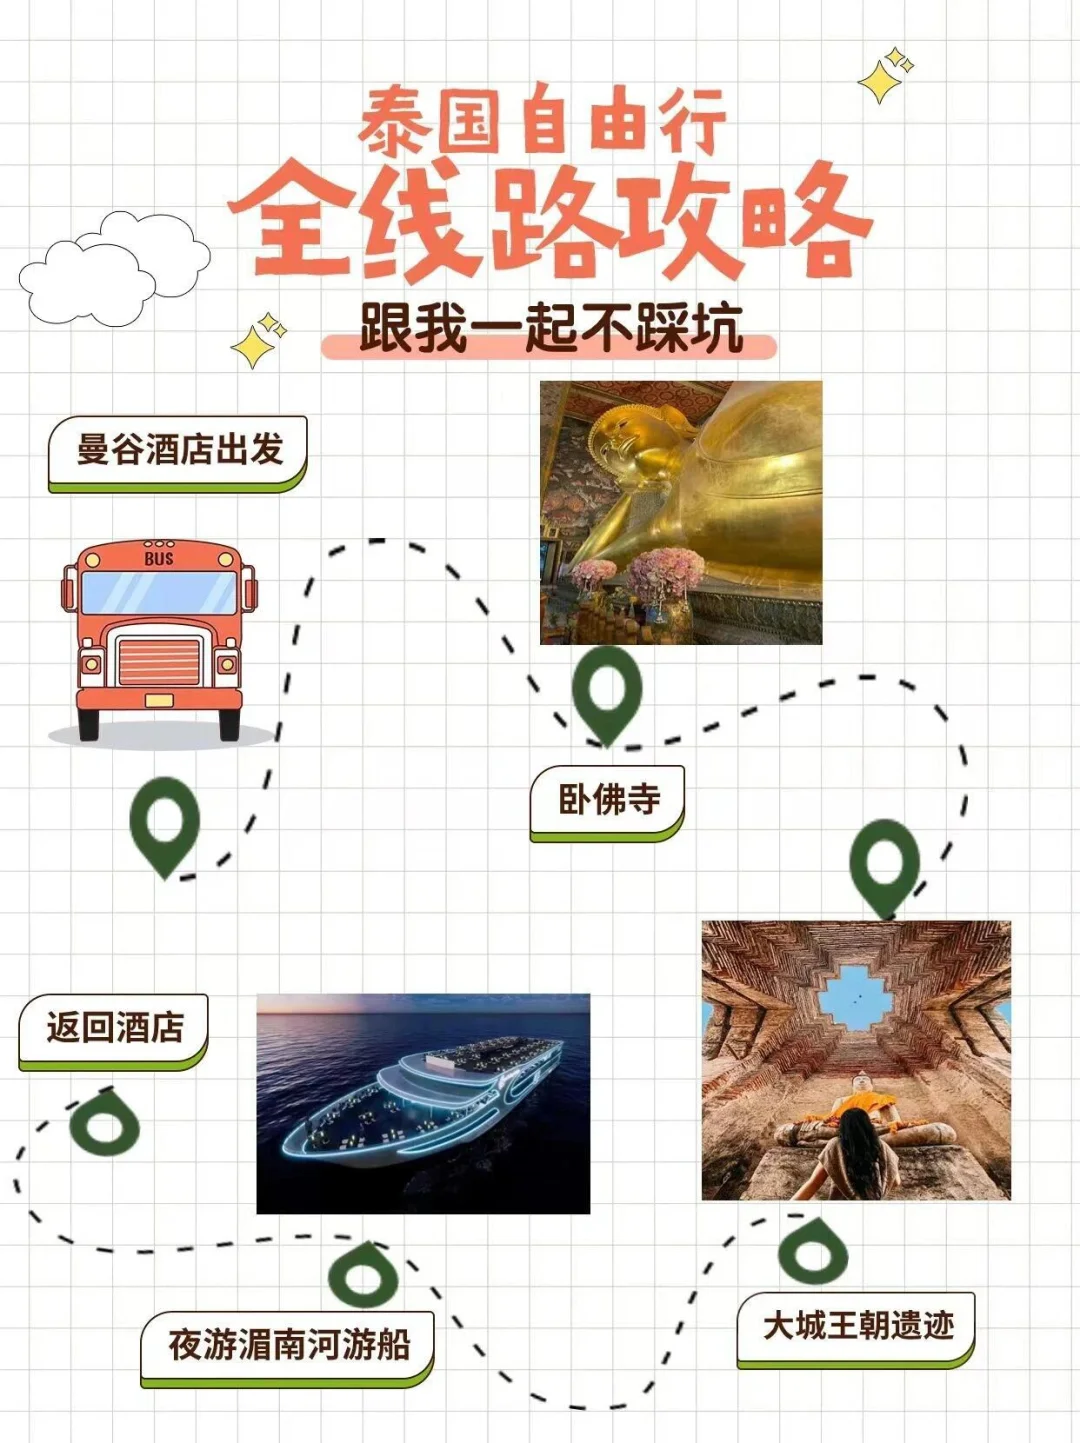 泰国自由行
全线路攻略
跟我一起不踩坑
曼谷酒店出发
BUS
卧佛寺
返回酒店
夜游湄南河游船
大城王朝遗迹